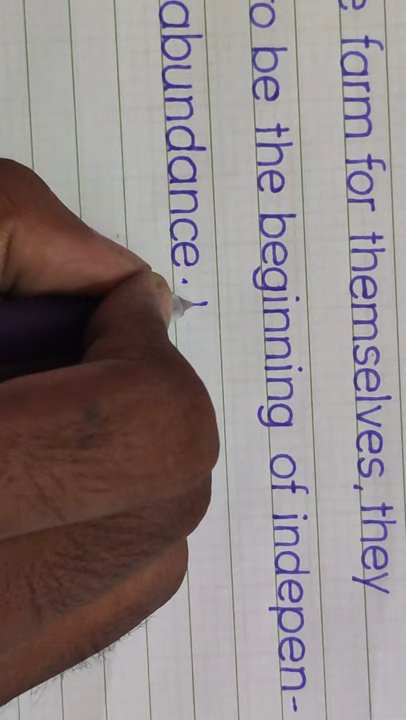 farm for themselves, they
o be the beginning of indepen-
abundance.